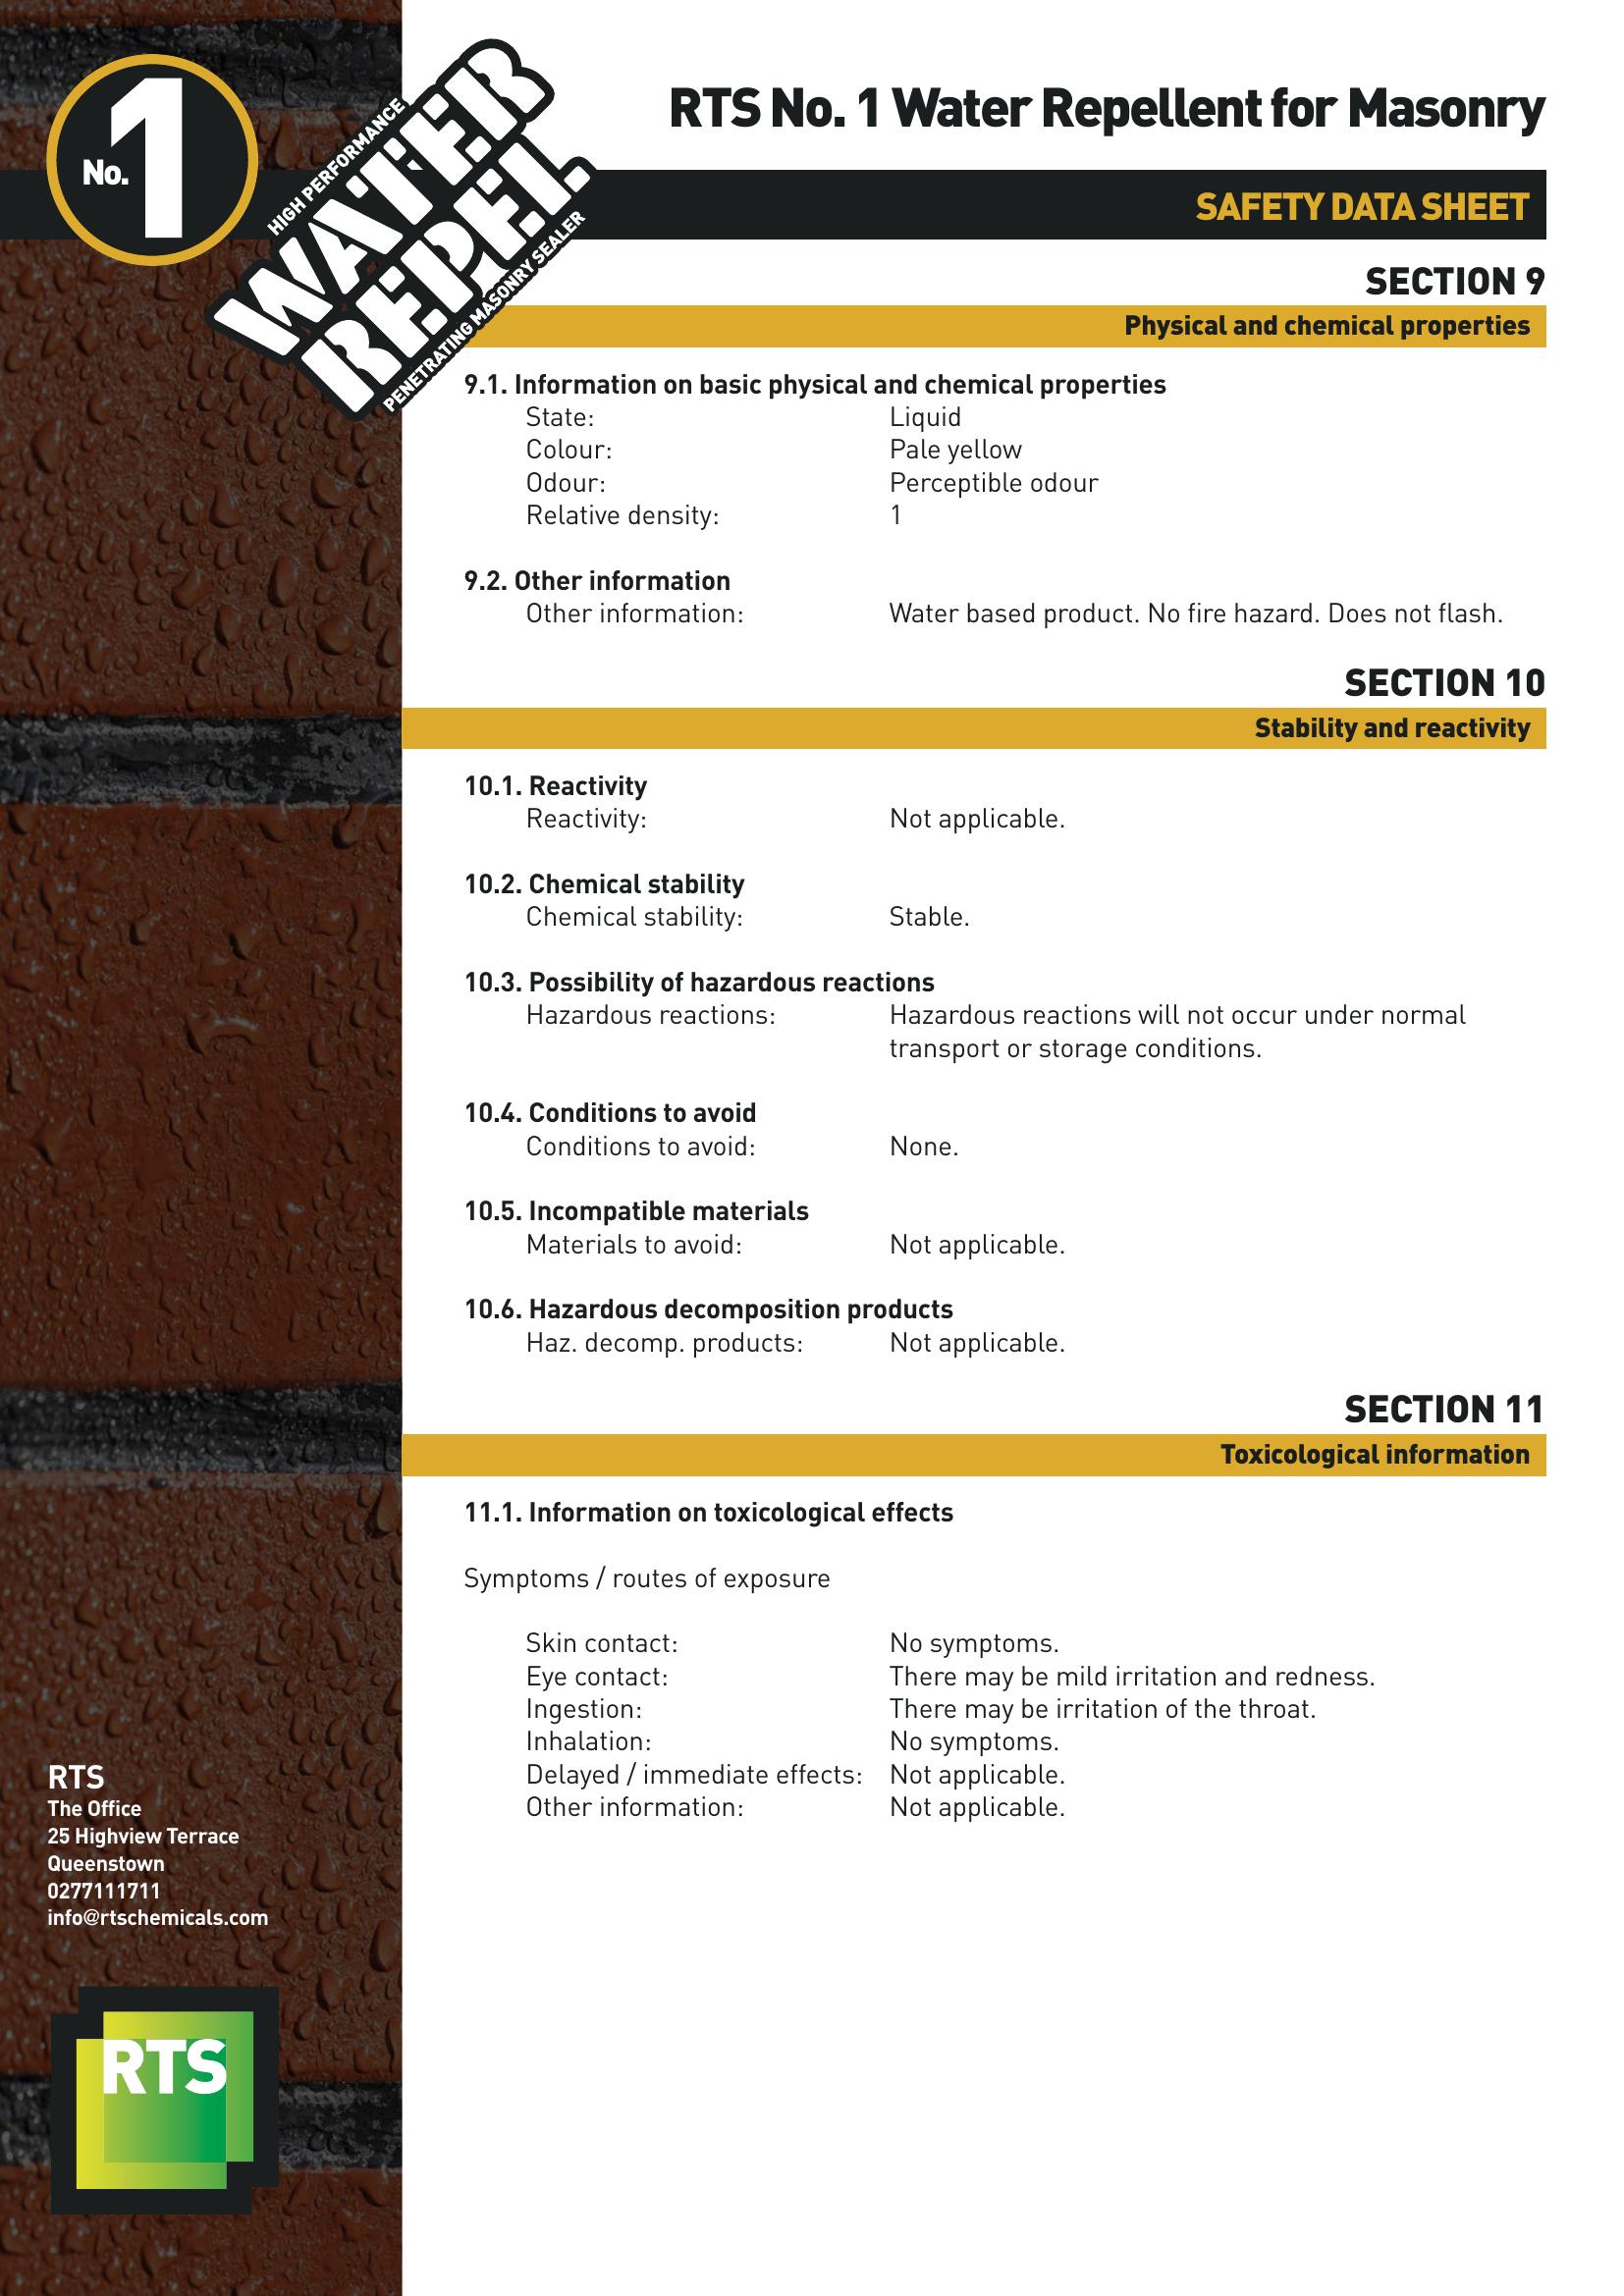 No. 1
HIGH PERFORMANCE
WATER
REPEL
PENETRATING MASONRY SEALER
RTS No. 1 Water Repellent for Masonry
SAFETY DATA SHEET
SECTION 9
Physical and chemical properties
9.1. Information on basic physical and chemical properties
State: Liquid
Colour: Pale yellow
Odour: Perceptible odour
Relative density: 1
9.2. Other information
Other information: Water based product. No fire hazard. Does not flash.
SECTION 10
Stability and reactivity
10.1. Reactivity
Reactivity: Not applicable.
10.2. Chemical stability
Chemical stability: Stable.
10.3. Possibility of hazardous reactions
Hazardous reactions: Hazardous reactions will not occur under normal
transport or storage conditions.
10.4. Conditions to avoid
Conditions to avoid: None.
10.5. Incompatible materials
Materials to avoid: Not applicable.
10.6. Hazardous decomposition products
Haz. decomp. products: Not applicable.
SECTION 11
Toxicological information
11.1. Information on toxicological effects
Symptoms / routes of exposure
Skin contact: No symptoms.
Eye contact: There may be mild irritation and redness.
Ingestion: There may be irritation of the throat.
Inhalation: No symptoms.
Delayed / immediate effects: Not applicable.
Other information: Not applicable.
RTS
The Office
25 Highview Terrace
Queenstown
0277111711
info@rtschemicals.com
RTS